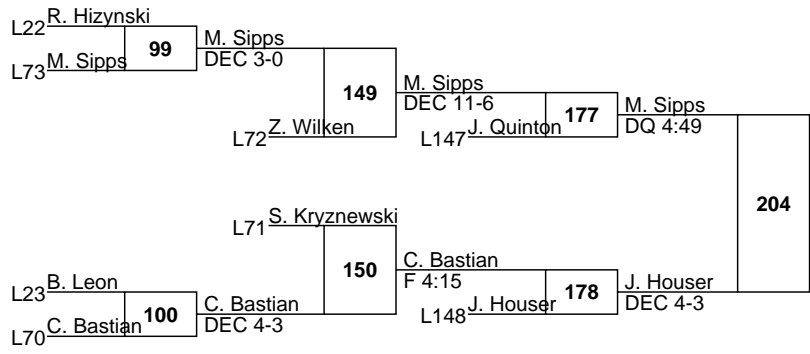 R. Hizynski
L22
99
M. Sipps
DEC 3-0
M. Sipps
L73
149
M. Sipps
DEC 11-6
Z. Wilken
L72
177
M. Sipps
DQ 4:49
J. Quinton
L147
204
S. Kryznewski
L71
150
C. Bastian
F 4:15
B. Leon
L23
100
C. Bastian
DEC 4-3
C. Bastian
L70
178
J. Houser
DEC 4-3
J. Houser
L148